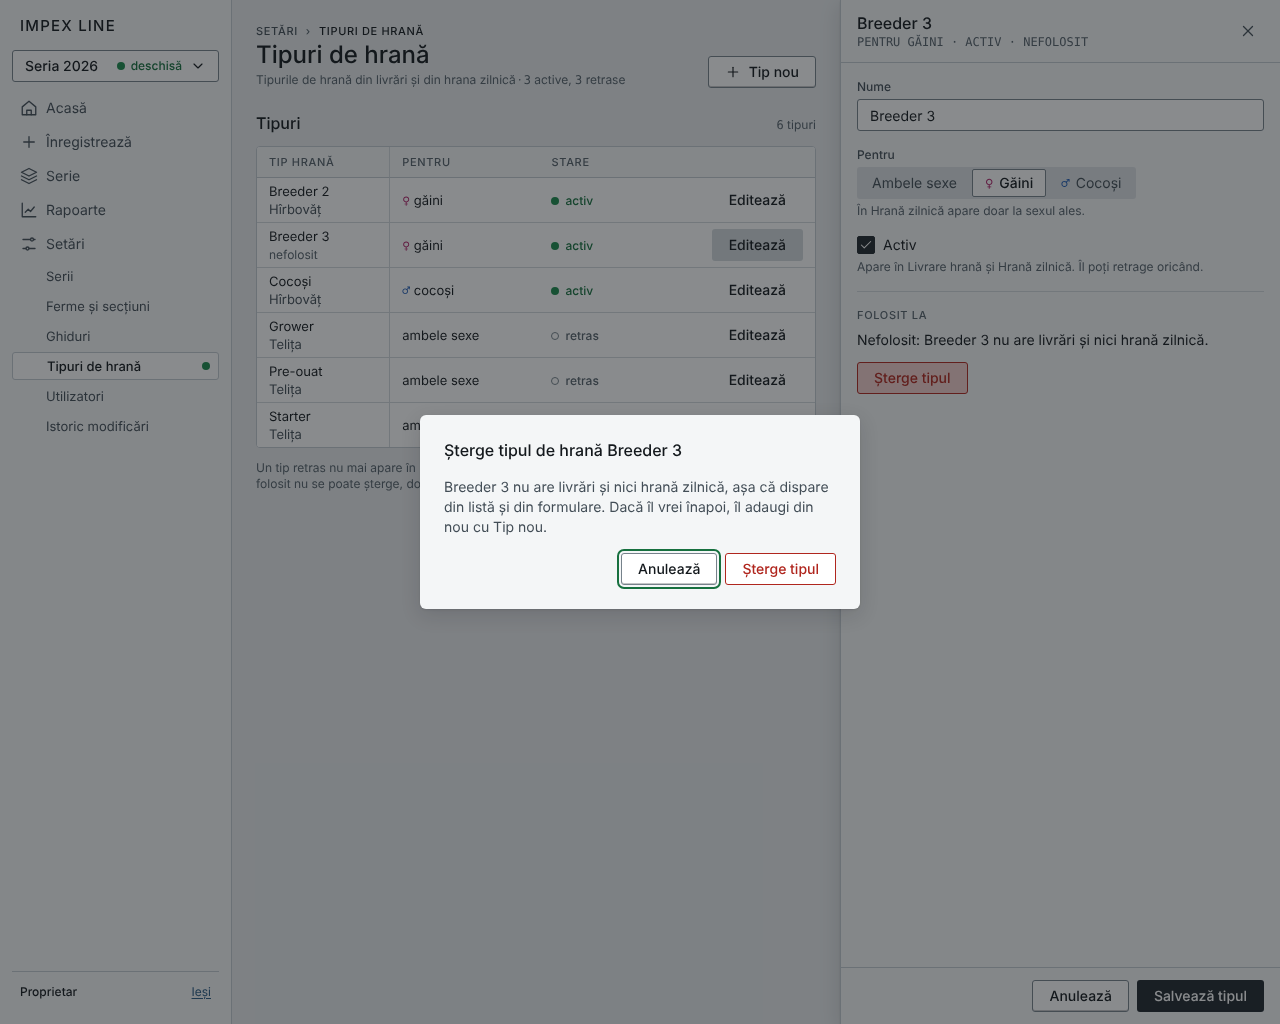 IMPEX LINE
Seria 2026 deschisă
Acasă
Înregistrează
Serie
Rapoarte
Setări
Serii
Ferme și secțiuni
Ghiduri
Tipuri de hrană
Utilizatori
Istoric modificări
Proprietar Ieși
SETĂRI › TIPURI DE HRANĂ
Tipuri de hrană
Tipurile de hrană din livrări și din hrana zilnică · 3 active, 3 retrase
Tip nou
Tipuri 6 tipuri
TIP HRANĂ PENTRU STARE
Breeder 2
Hîrbovăț
♀ găini activ Editează
Breeder 3
nefolosit
♀ găini activ Editează
Cocoși
Hîrbovăț
♂ cocoși activ Editează
Grower
Telița
ambele sexe retras Editează
Pre-ouat
Telița
ambele sexe retras Editează
Starter
Telița
am
Un tip retras nu mai apare în
folosit nu se poate șterge, do
Șterge tipul de hrană Breeder 3
Breeder 3 nu are livrări și nici hrană zilnică, așa că dispare
din listă și din formulare. Dacă îl vrei înapoi, îl adaugi din
nou cu Tip nou.
Anulează Șterge tipul
Breeder 3
PENTRU GĂINI · ACTIV · NEFOLOSIT
Nume
Breeder 3
Pentru
Ambele sexe ♀ Găini ♂ Cocoși
În Hrană zilnică apare doar la sexul ales.
Activ
Apare în Livrare hrană și Hrană zilnică. Îl poți retrage oricând.
FOLOSIT LA
Nefolosit: Breeder 3 nu are livrări și nici hrană zilnică.
Șterge tipul
Anulează Salvează tipul